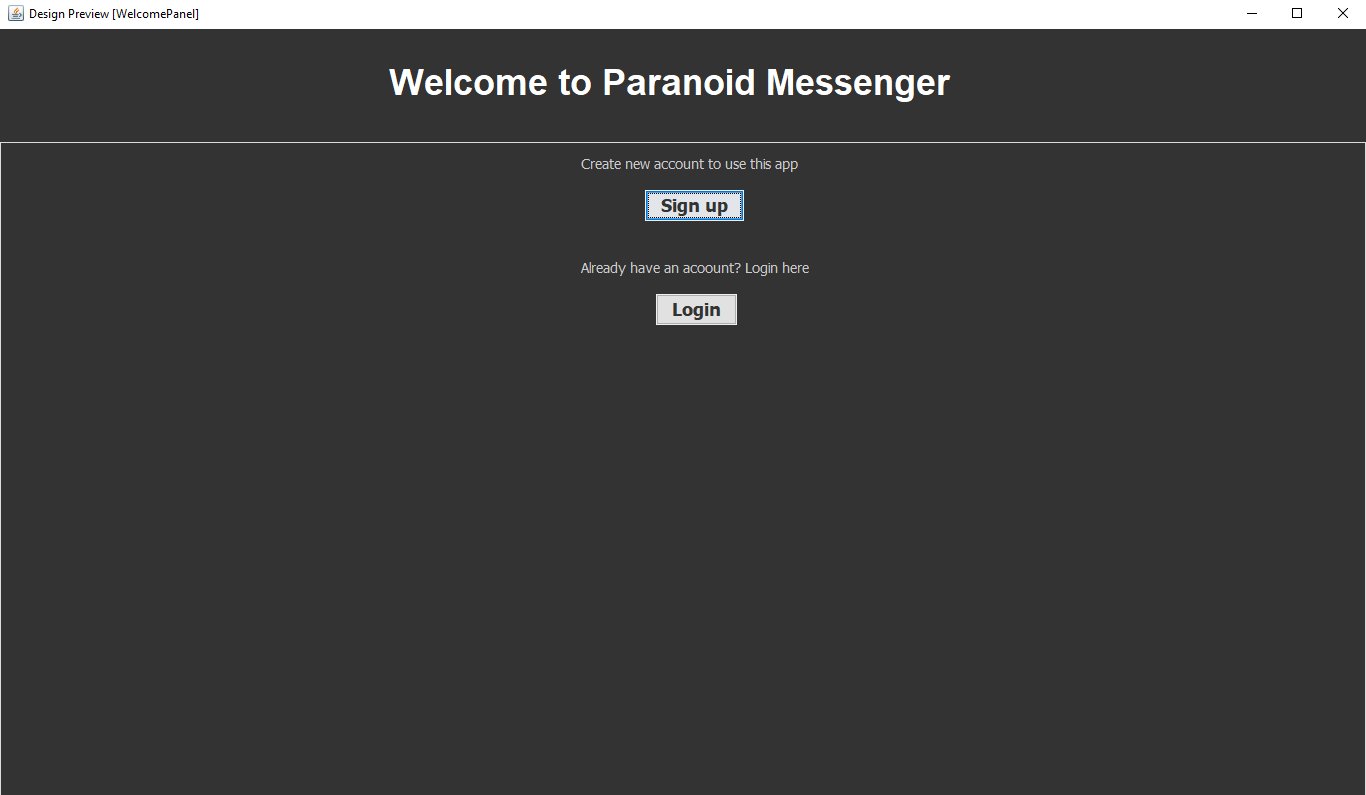 Design Preview [WelcomePanel]
Welcome to Paranoid Messenger
Create new account to use this app
Sign up
Already have an acoount? Login here
Login